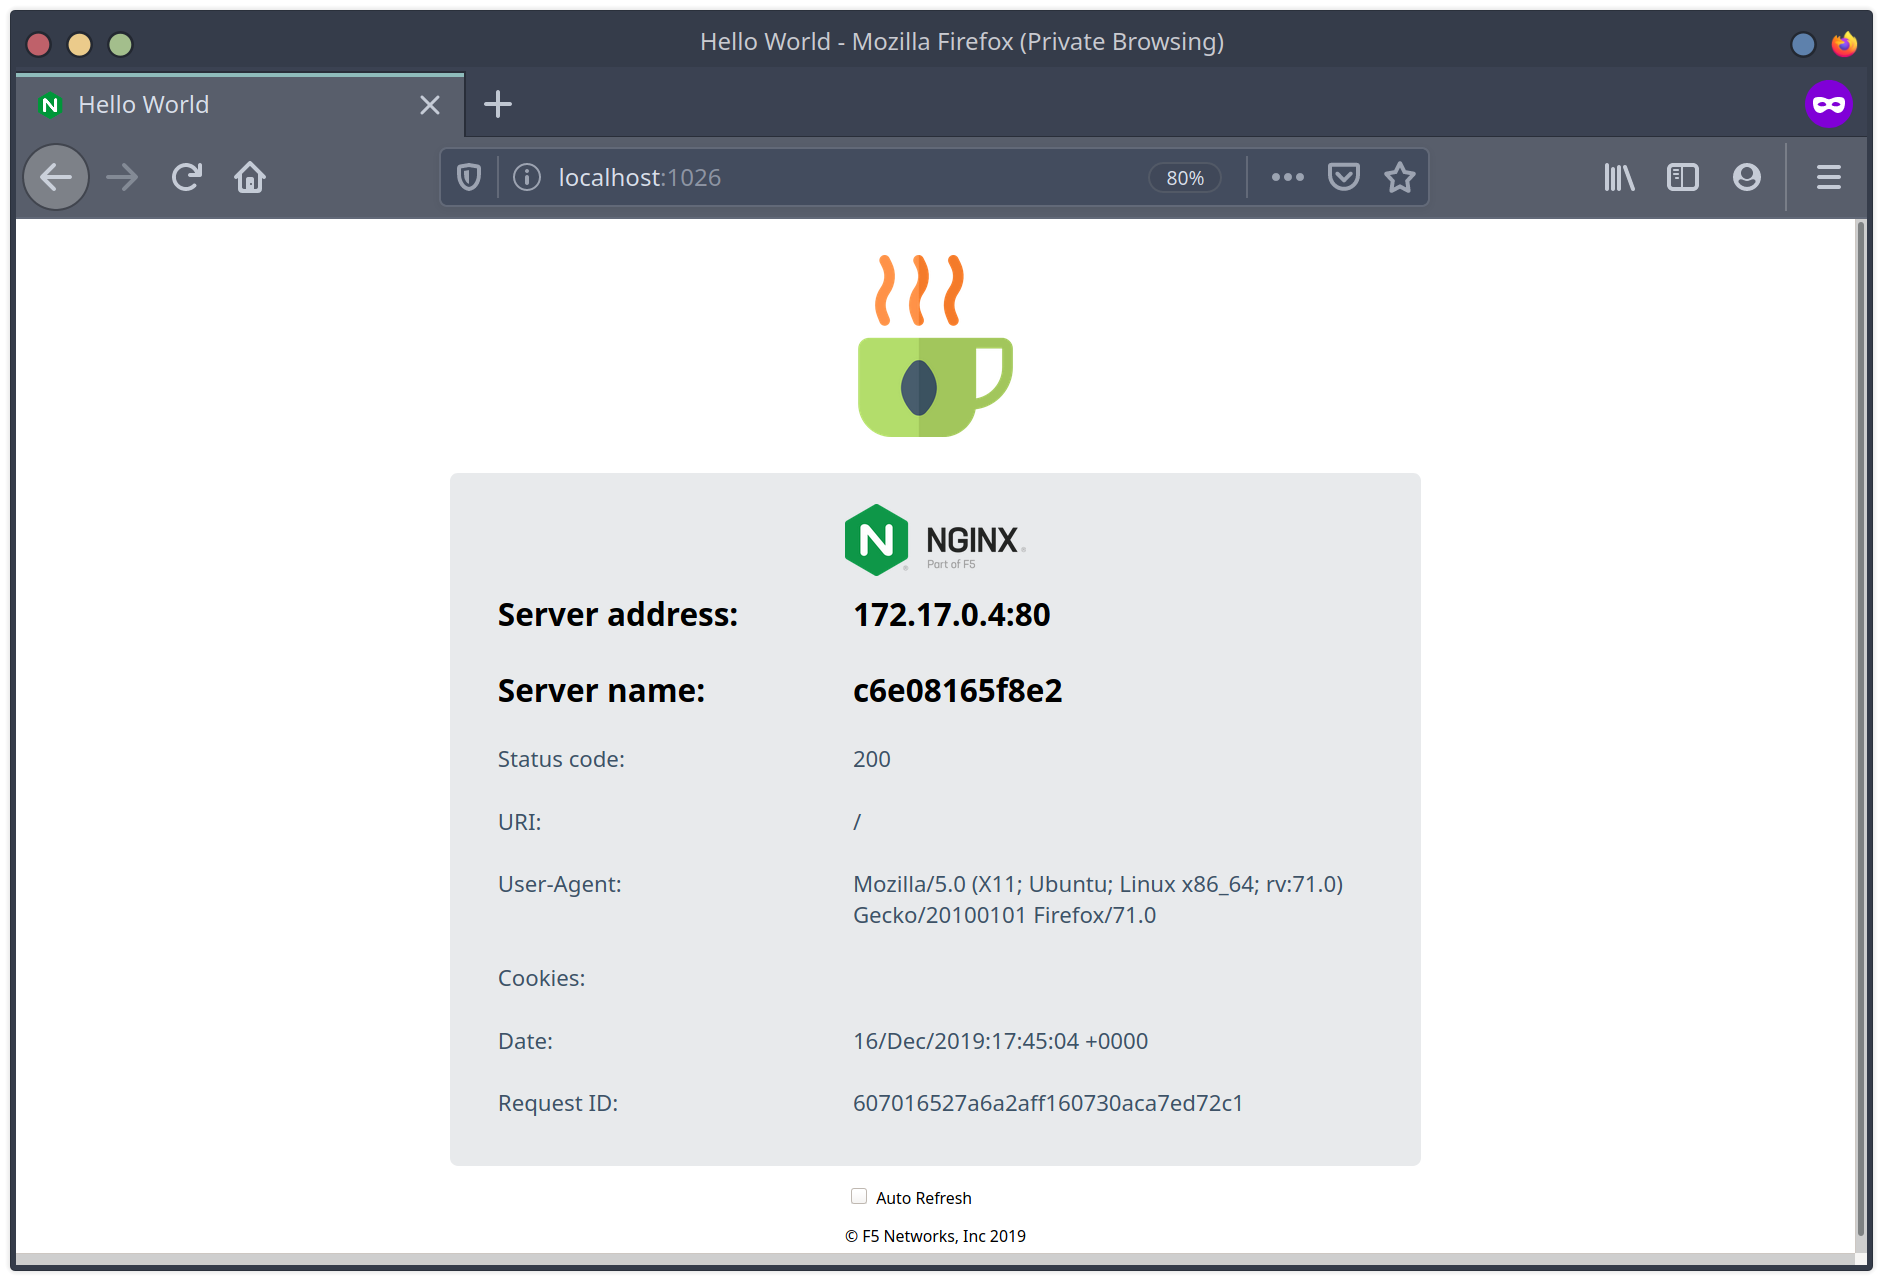 Hello World - Mozilla Firefox (Private Browsing)
N Hello World
localhost:1026 80%
N NGINX
Part of F5
Server address: 172.17.0.4:80
Server name: c6e08165f8e2
Status code: 200
URI: /
User-Agent: Mozilla/5.0 (X11; Ubuntu; Linux x86_64; rv:71.0)
Gecko/20100101 Firefox/71.0
Cookies:
Date: 16/Dec/2019:17:45:04 +0000
Request ID: 607016527a6a2aff160730aca7ed72c1
Auto Refresh
© F5 Networks, Inc 2019